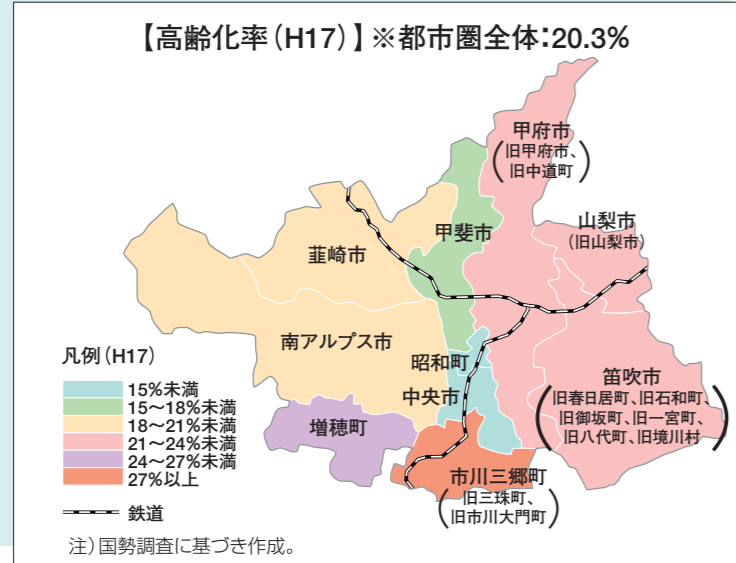 【高齢化率(H17)】※都市圏全体:20.3%
甲府市
(旧甲府市、
旧中道町)
山梨市
(旧山梨市)
甲斐市
韮崎市
南アルプス市
昭和町
中央市
笛吹市
(旧春日居町、旧石和町、
旧御坂町、旧一宮町、
旧八代町、旧境川村)
増穂町
市川三郷町
(旧三珠町、
旧市川大門町)
凡例(H17)
15%未満
15〜18%未満
18〜21%未満
21〜24%未満
24〜27%未満
27%以上
鉄道
注)国勢調査に基づき作成。